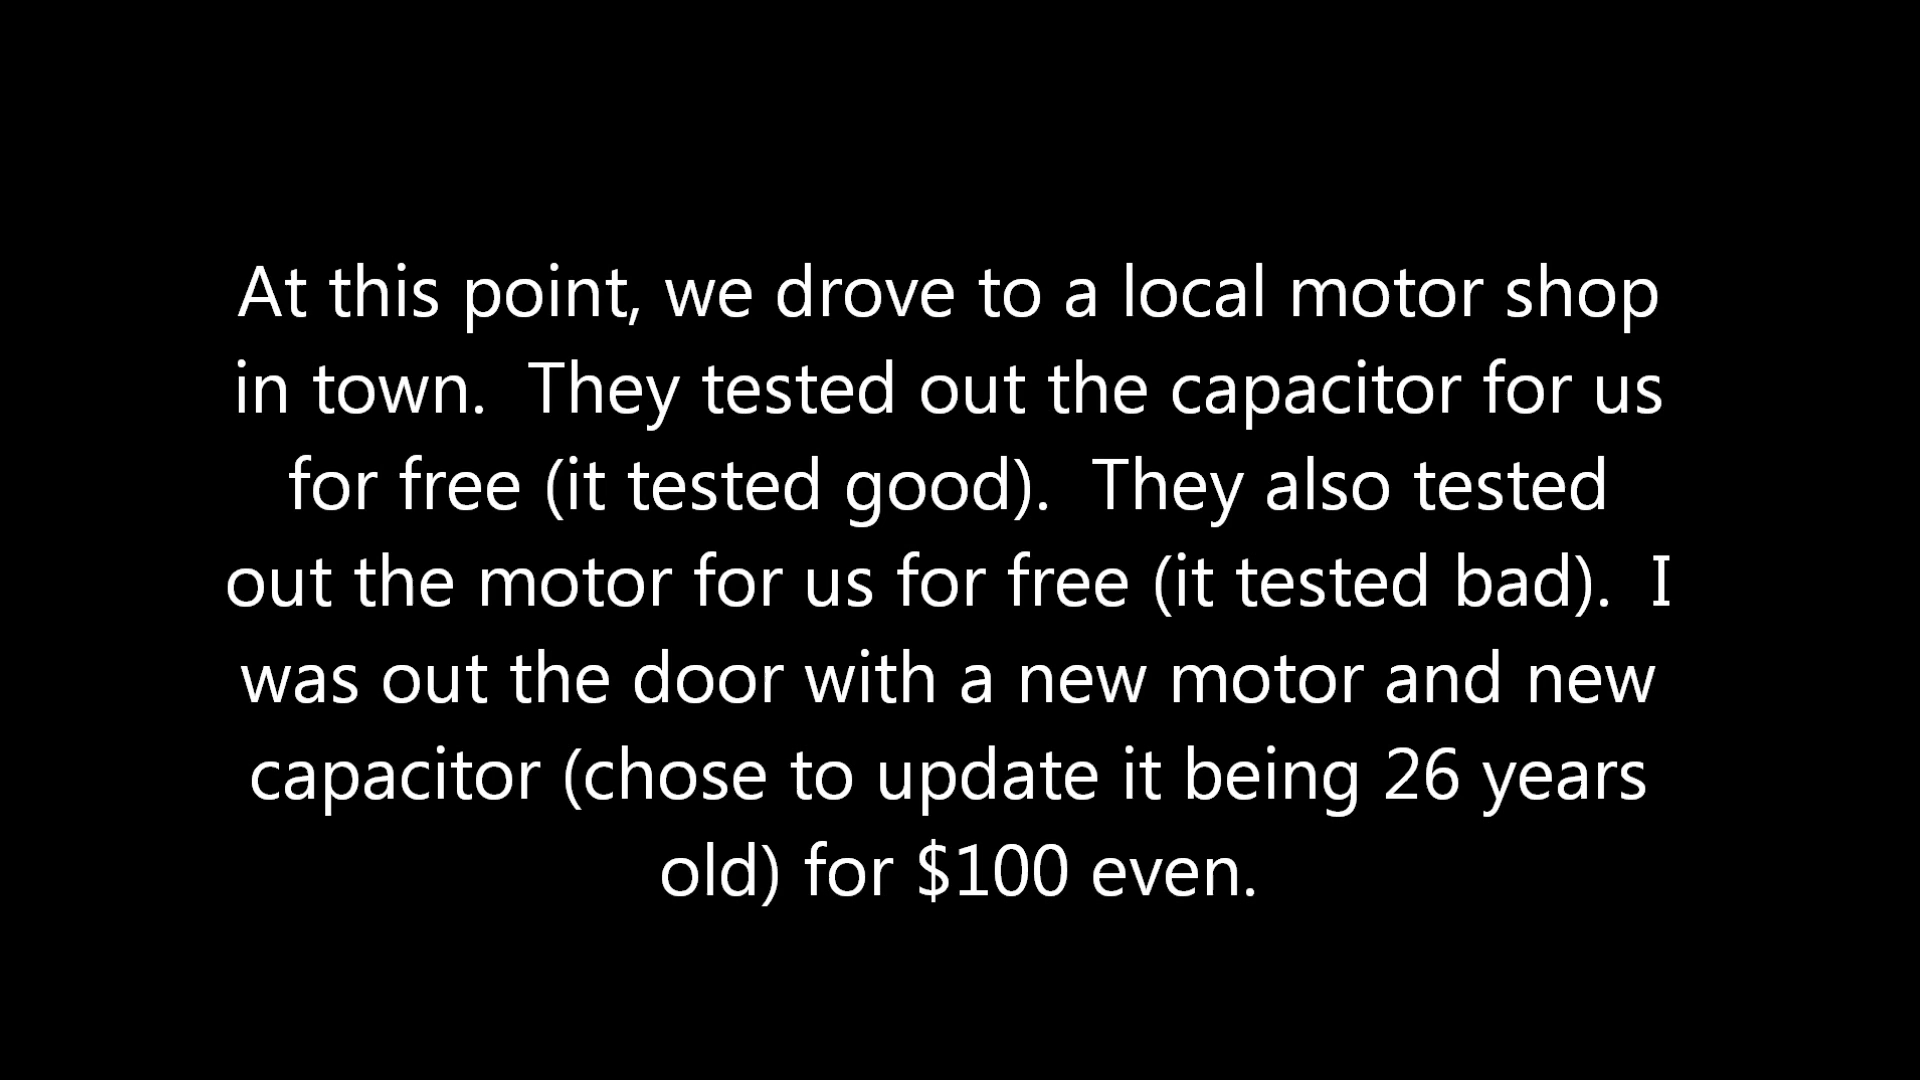 At this point, we drove to a local motor shop
in town.  They tested out the capacitor for us
for free (it tested good).  They also tested
out the motor for us for free (it tested bad).  I
was out the door with a new motor and new
capacitor (chose to update it being 26 years
old) for $100 even.